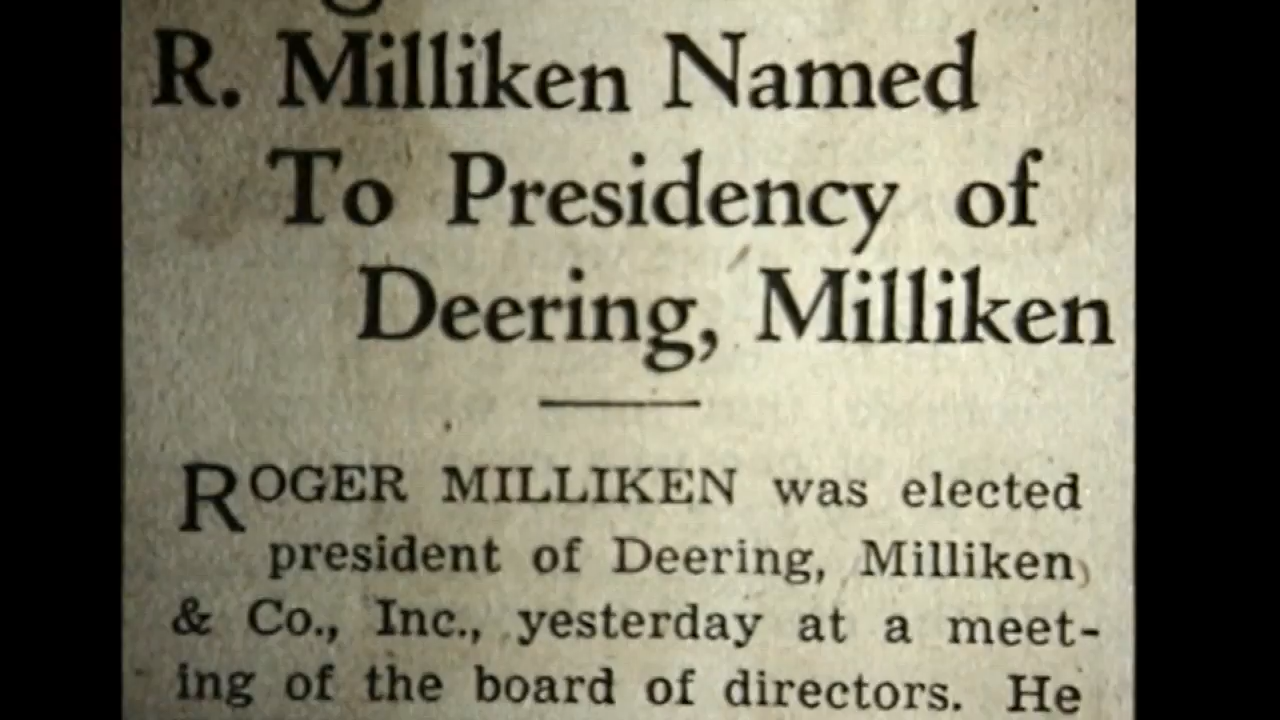 R. Milliken Named
To Presidency of
Deering, Milliken
ROGER MILLIKEN was elected
president of Deering, Milliken
& Co., Inc., yesterday at a meet-
ing of the board of directors. He